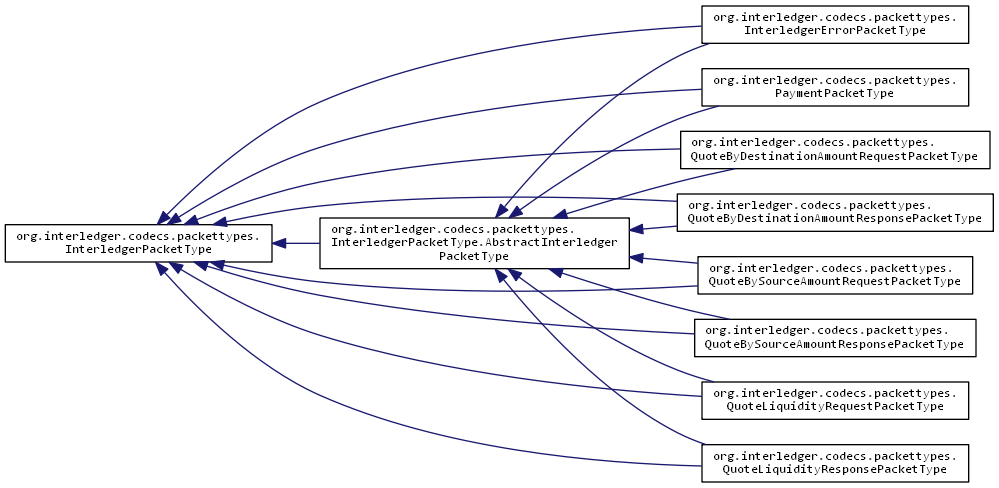 org.interledger.codecs.packettypes.
InterledgerErrorPacketType
org.interledger.codecs.packettypes.
PaymentPacketType
org.interledger.codecs.packettypes.
QuoteByDestinationAmountRequestPacketType
org.interledger.codecs.packettypes.
QuoteByDestinationAmountResponsePacketType
org.interledger.codecs.packettypes.
InterledgerPacketType
org.interledger.codecs.packettypes.
InterledgerPacketType.AbstractInterledger
PacketType
org.interledger.codecs.packettypes.
QuoteBySourceAmountRequestPacketType
org.interledger.codecs.packettypes.
QuoteBySourceAmountResponsePacketType
org.interledger.codecs.packettypes.
QuoteLiquidityRequestPacketType
org.interledger.codecs.packettypes.
QuoteLiquidityResponsePacketType